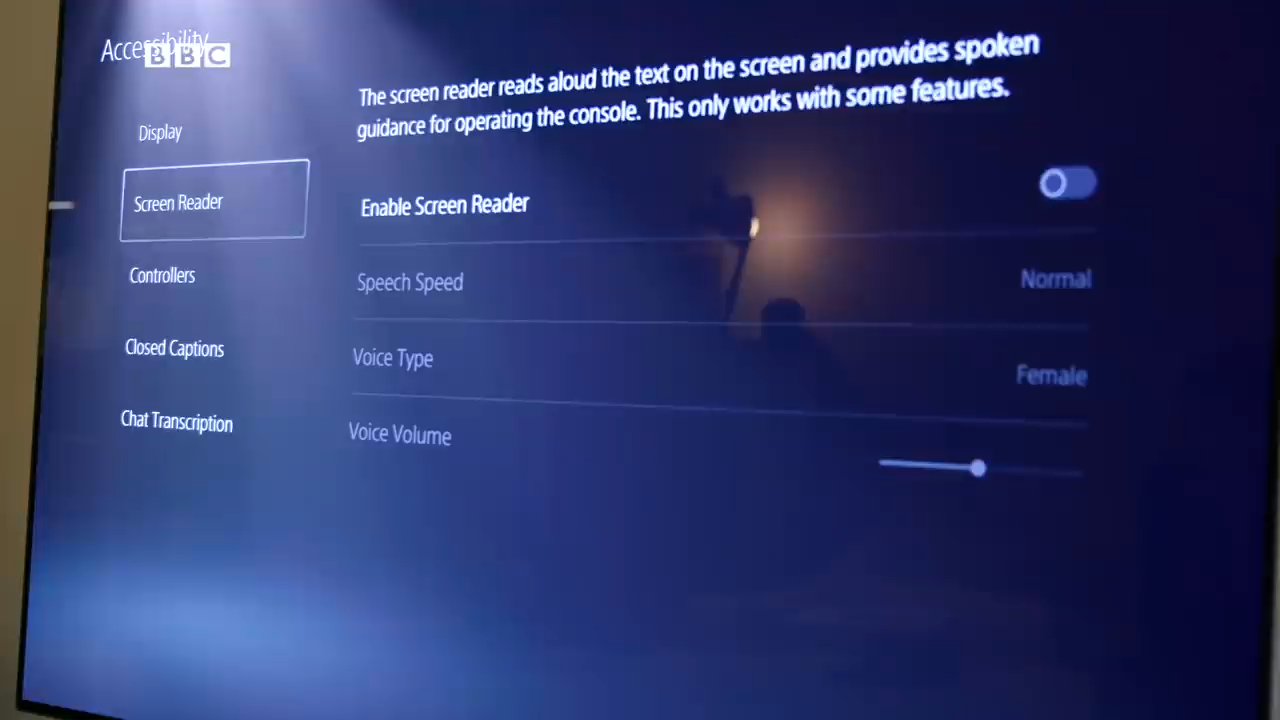 Accessibility
BBC
The screen reader reads aloud the text on the screen and provides spoken
guidance for operating the console. This only works with some features.
Display
Screen Reader
Controllers
Closed Captions
Chat Transcription
Enable Screen Reader
Speech Speed
Normal
Voice Type
Female
Voice Volume